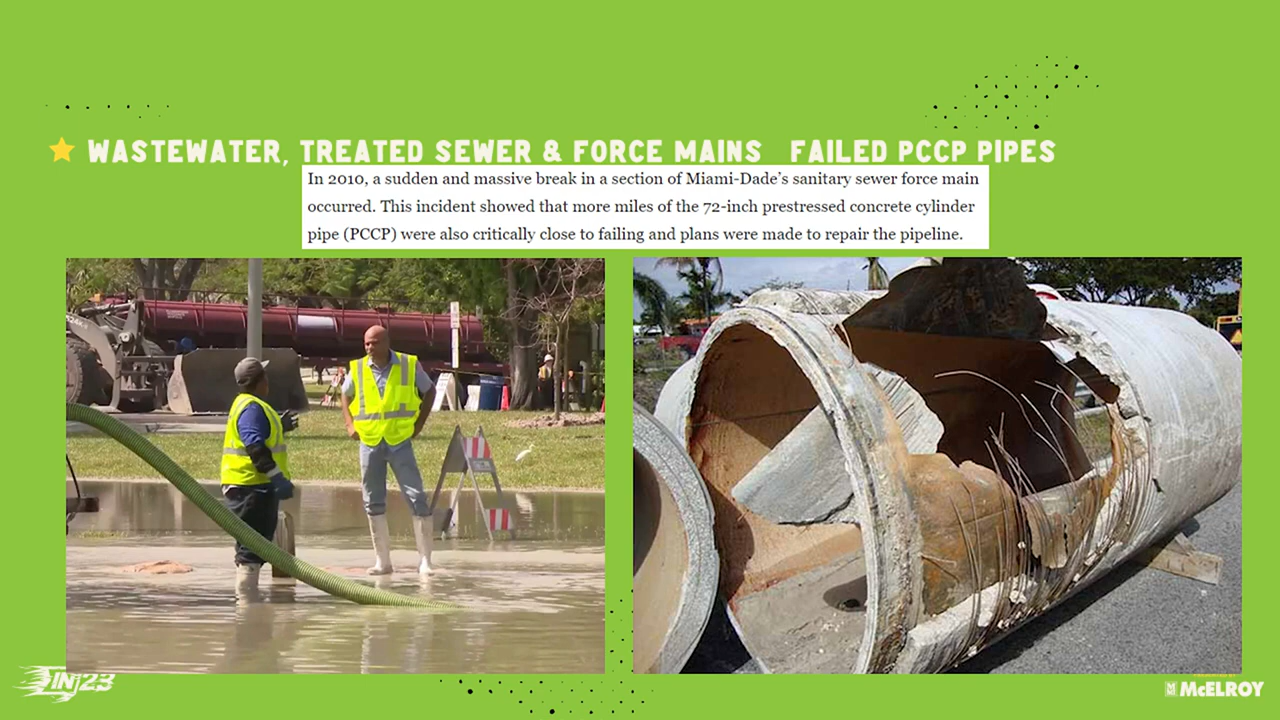 WASTEWATER, TREATED SEWER & FORCE MAINS FAILED PCCP PIPES
In 2010, a sudden and massive break in a section of Miami-Dade's sanitary sewer force main
occurred. This incident showed that more miles of the 72-inch prestressed concrete cylinder
pipe (PCCP) were also critically close to failing and plans were made to repair the pipeline.
IN23
McELROY